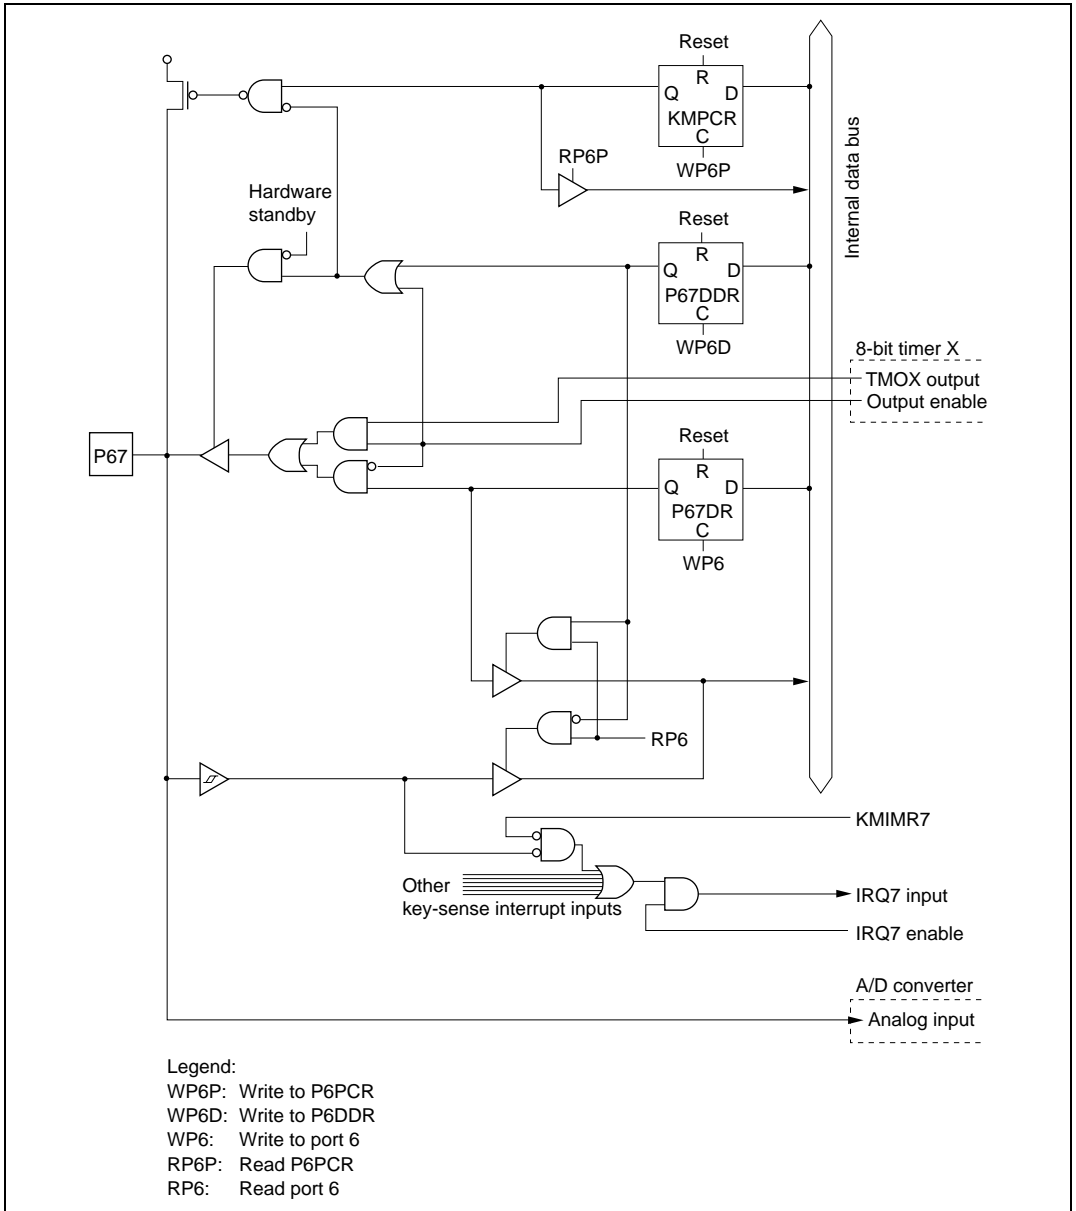 Reset
R
Q D
KMPCR
C
WP6P
RP6P
Internal data bus
Hardware
standby
Reset
R
Q D
P67DDR
C
WP6D
8-bit timer X
TMOX output
Output enable
Reset
R
Q D
P67DR
C
WP6
P67
RP6
KMIMR7
Other
key-sense interrupt inputs
IRQ7 input
IRQ7 enable
A/D converter
Analog input
Legend:
WP6P: Write to P6PCR
WP6D: Write to P6DDR
WP6: Write to port 6
RP6P: Read P6PCR
RP6: Read port 6